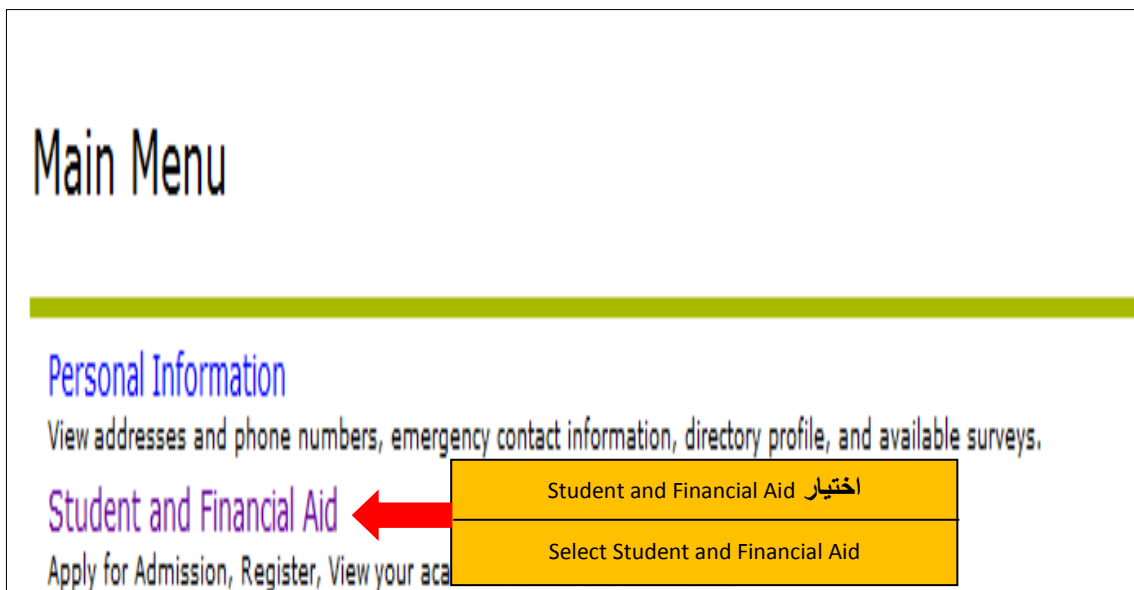 Main Menu
Personal Information
View addresses and phone numbers, emergency contact information, directory profile, and available surveys.
Student and Financial Aid
اختيار Student and Financial Aid
Select Student and Financial Aid
Apply for Admission, Register, View your